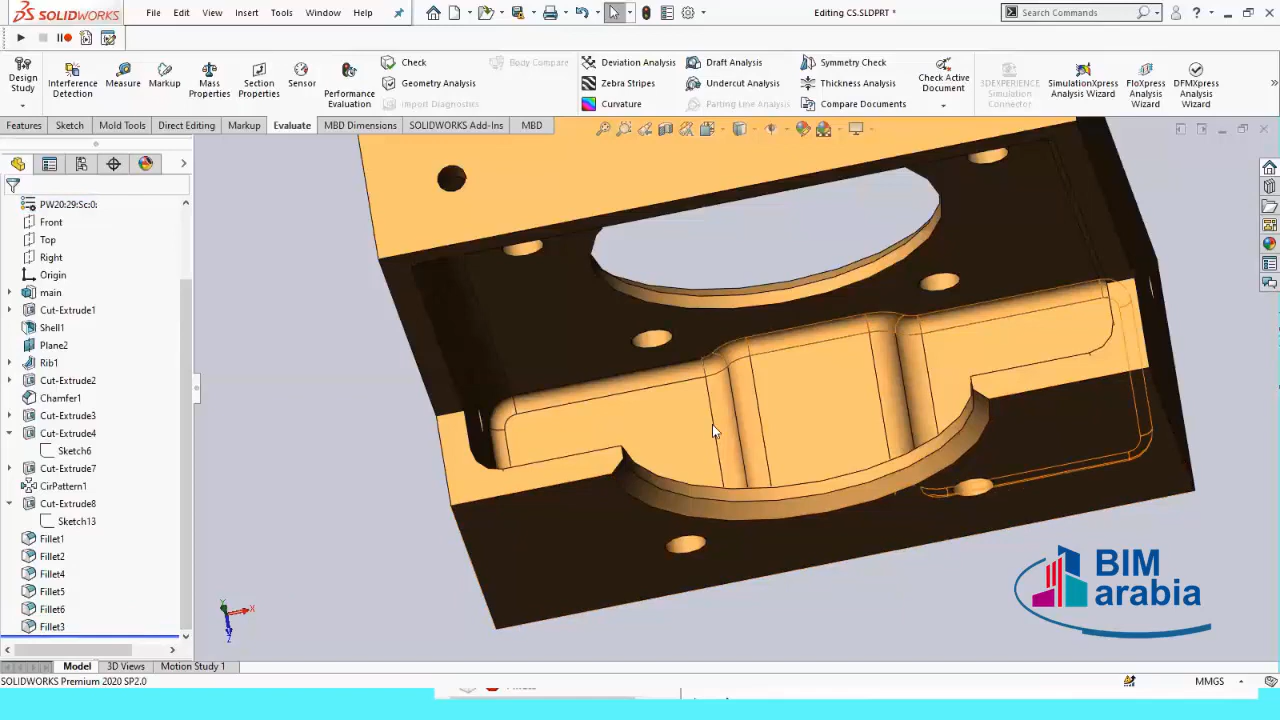 3S SOLIDWORKS File Edit View Insert Tools Window Help Editing CS.SLDPRT * Search Commands
Design Study
Interference Detection
Measure
Markup
Mass Properties
Section Properties
Sensor
Performance Evaluation
Check
Geometry Analysis
Import Diagnostics
Body Compare
Deviation Analysis
Zebra Stripes
Curvature
Draft Analysis
Undercut Analysis
Parting Line Analysis
Symmetry Check
Thickness Analysis
Compare Documents
Check Active Document
3DEXPERIENCE Simulation Connector
SimulationXpress Analysis Wizard
FloXpress Analysis Wizard
DFMXpress Analysis Wizard
Features Sketch Mold Tools Direct Editing Markup Evaluate MBD Dimensions SOLIDWORKS Add-Ins MBD
PW20:29:Sc:0:
Front
Top
Right
Origin
main
Cut-Extrude1
Shell1
Plane2
Rib1
Cut-Extrude2
Chamfer1
Cut-Extrude3
Cut-Extrude4
Sketch6
Cut-Extrude7
CirPattern1
Cut-Extrude8
Sketch13
Fillet1
Fillet2
Fillet4
Fillet5
Fillet6
Fillet3
Y X Z
BIM
arabia
Model 3D Views Motion Study 1
SOLIDWORKS Premium 2020 SP2.0 MMGS